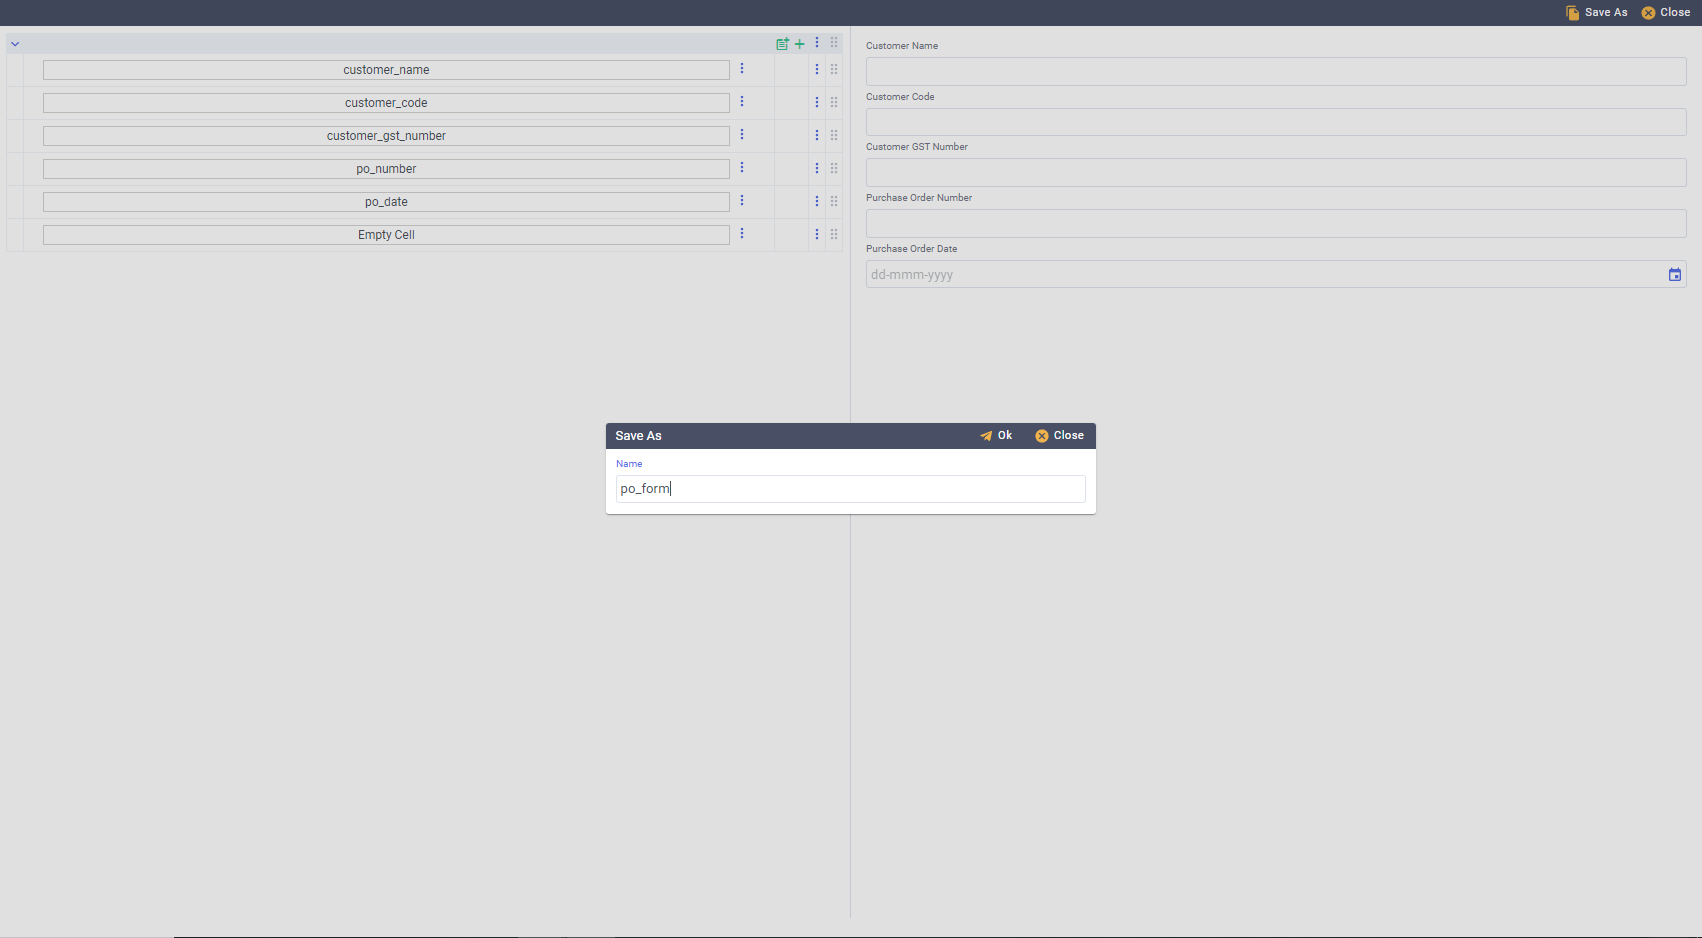 Save As
Close
customer_name
customer_code
customer_gst_number
po_number
po_date
Empty Cell
Customer Name
Customer Code
Customer GST Number
Purchase Order Number
Purchase Order Date
dd-mmm-yyyy
Save As
Ok
Close
Name
po_form